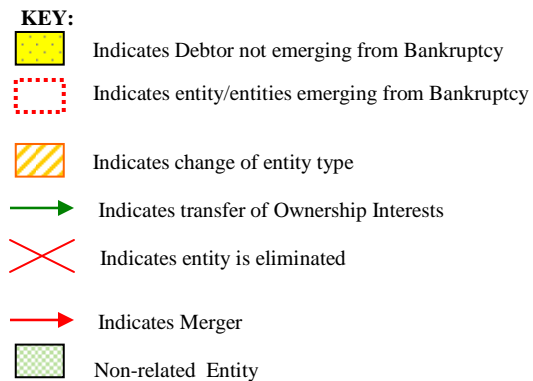 KEY:
Indicates Debtor not emerging from Bankruptcy
Indicates entity/entities emerging from Bankruptcy
Indicates change of entity type
Indicates transfer of Ownership Interests
Indicates entity is eliminated
Indicates Merger
Non-related Entity